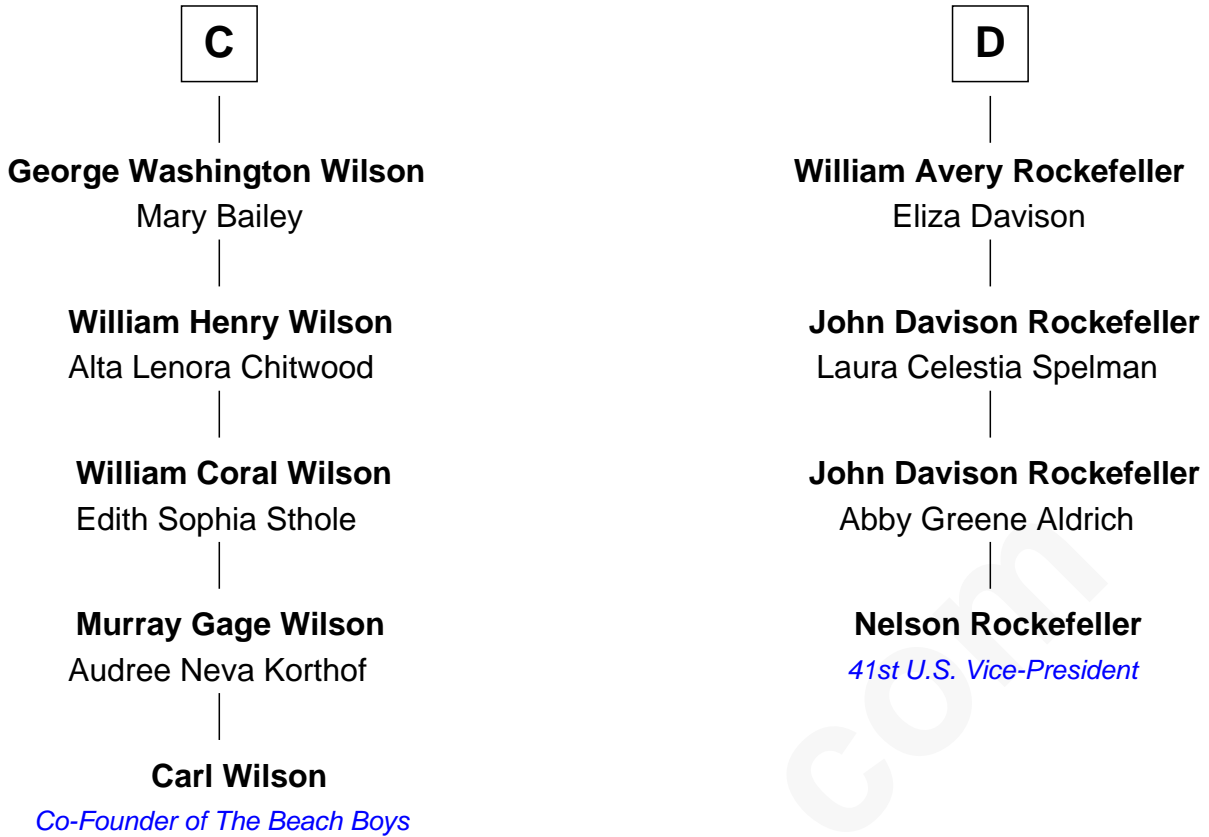 C
George Washington Wilson
Mary Bailey
William Henry Wilson
Alta Lenora Chitwood
William Coral Wilson
Edith Sophia Sthole
Murray Gage Wilson
Audree Neva Korthof
Carl Wilson
Co-Founder of The Beach Boys
D
William Avery Rockefeller
Eliza Davison
John Davison Rockefeller
Laura Celestia Spelman
John Davison Rockefeller
Abby Greene Aldrich
Nelson Rockefeller
41st U.S. Vice-President
com